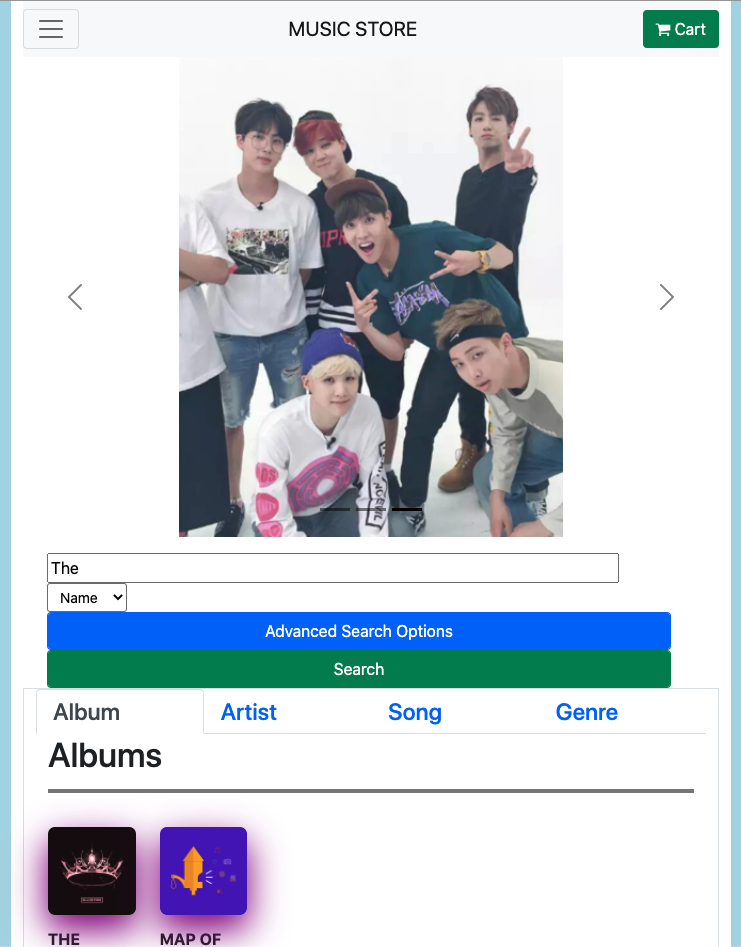 MUSIC STORE
Cart
The
Name
Advanced Search Options
Search
Album
Artist
Song
Genre
Albums
THE
MAP OF